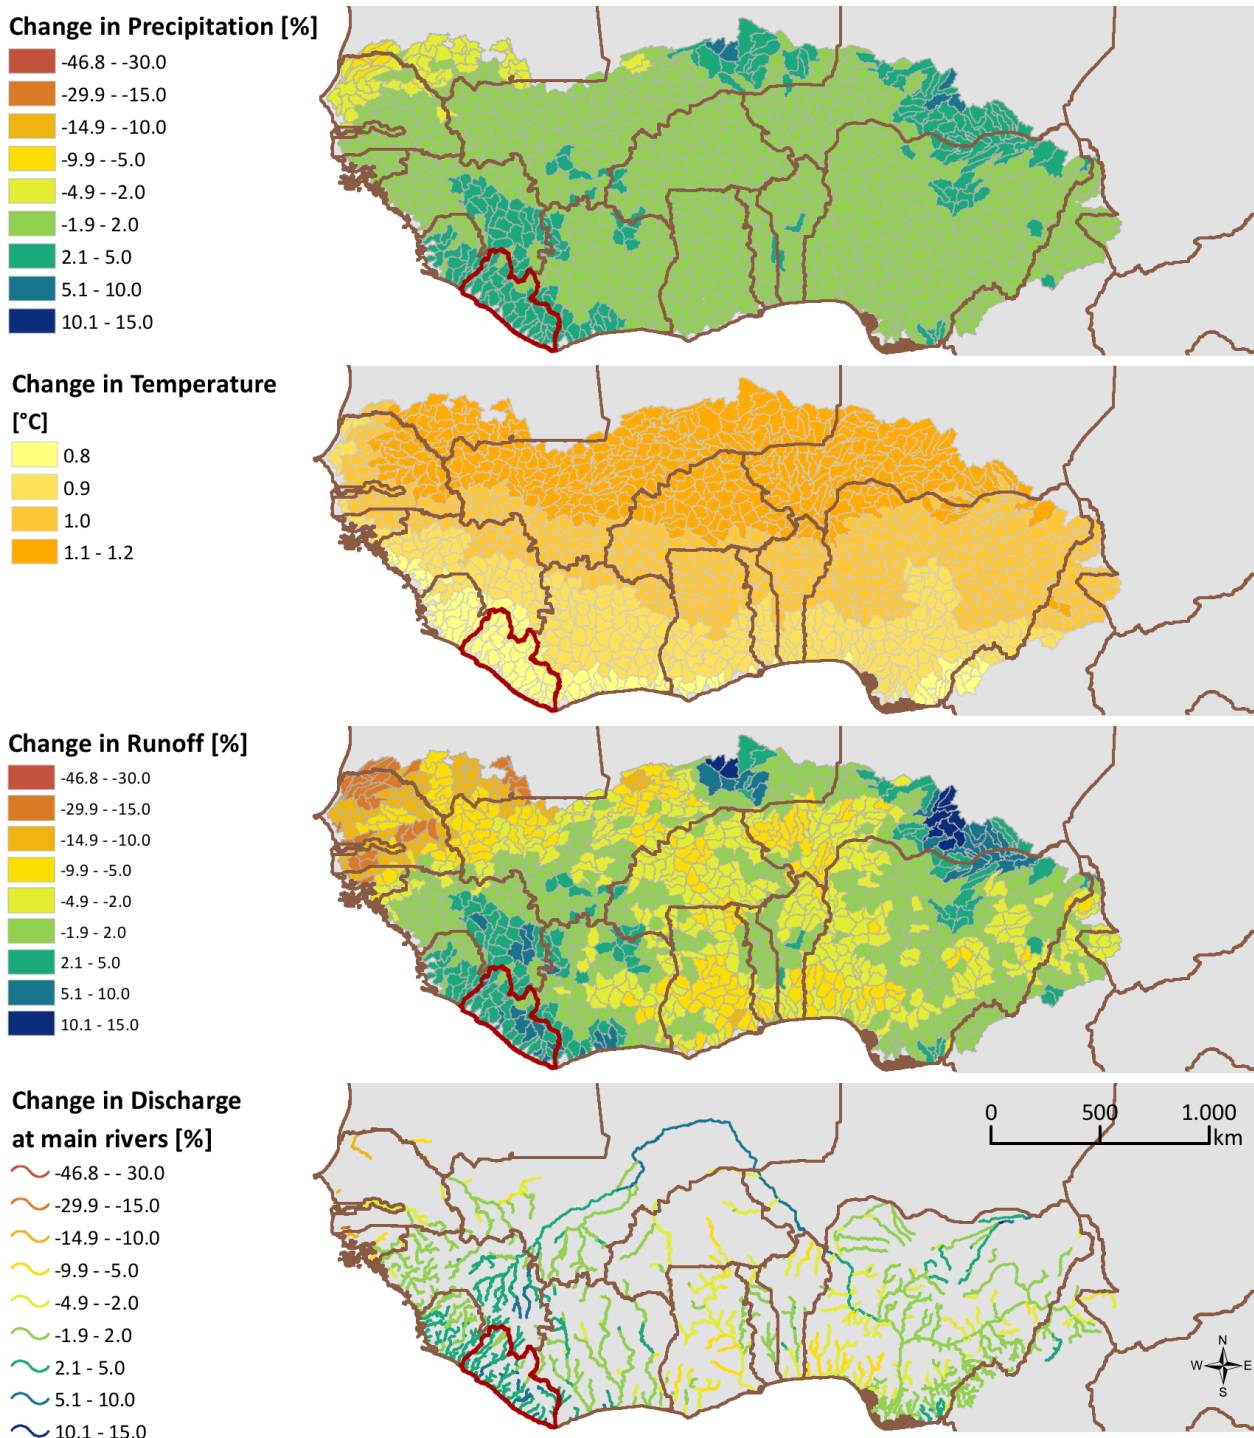 Change in Precipitation [%]
-46.8 - -30.0
-29.9 - -15.0
-14.9 - -10.0
-9.9 - -5.0
-4.9 - -2.0
-1.9 - 2.0
2.1 - 5.0
5.1 - 10.0
10.1 - 15.0
Change in Temperature
[°C]
0.8
0.9
1.0
1.1 - 1.2
Change in Runoff [%]
-46.8 - -30.0
-29.9 - -15.0
-14.9 - -10.0
-9.9 - -5.0
-4.9 - -2.0
-1.9 - 2.0
2.1 - 5.0
5.1 - 10.0
10.1 - 15.0
Change in Discharge
at main rivers [%]
-46.8 - - 30.0
-29.9 - -15.0
-14.9 - -10.0
-9.9 - -5.0
-4.9 - -2.0
-1.9 - 2.0
2.1 - 5.0
5.1 - 10.0
10.1 - 15.0
0 500 1.000
km
N
W E
S